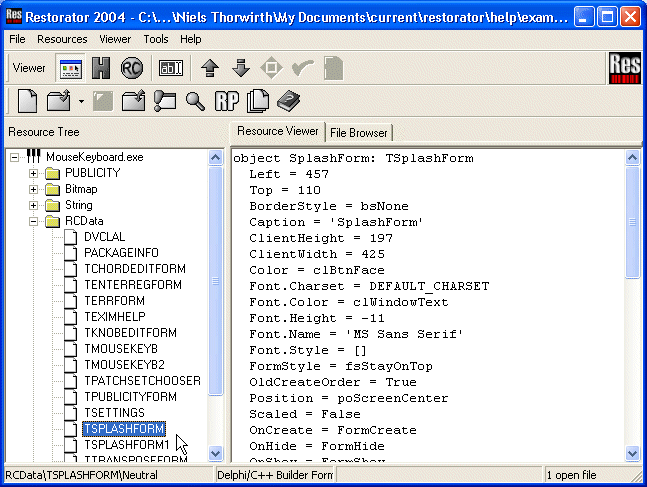 Restorator 2004 - C:\...\Niels Thorwirth\My Documents\current\restorator\help\exam...
File Resources Viewer Tools Help
Viewer H RC ab Res
RP
Resource Tree
Resource Viewer File Browser
MouseKeyboard.exe
PUBLICITY
Bitmap
String
RCData
DVCLAL
PACKAGEINFO
TCHORDEDITFORM
TENTERREGFORM
TERRFORM
TEXIMHELP
TKNOBEDITFORM
TMOUSEKEYB
TMOUSEKEYB2
TPATCHSETCHOOSER
TPUBLICITYFORM
TSETTINGS
TSPLASHFORM
TSPLASHFORM1
TTRANSPOSEFORM
object SplashForm: TSplashForm
Left = 457
Top = 110
BorderStyle = bsNone
Caption = 'SplashForm'
ClientHeight = 197
ClientWidth = 425
Color = clBtnFace
Font.Charset = DEFAULT_CHARSET
Font.Color = clWindowText
Font.Height = -11
Font.Name = 'MS Sans Serif'
Font.Style = []
FormStyle = fsStayOnTop
OldCreateOrder = True
Position = poScreenCenter
Scaled = False
OnCreate = FormCreate
OnHide = FormHide
OnShow = FormShow
RCData\TSPLASHFORM\Neutral Delphi/C++ Builder Form 1 open file